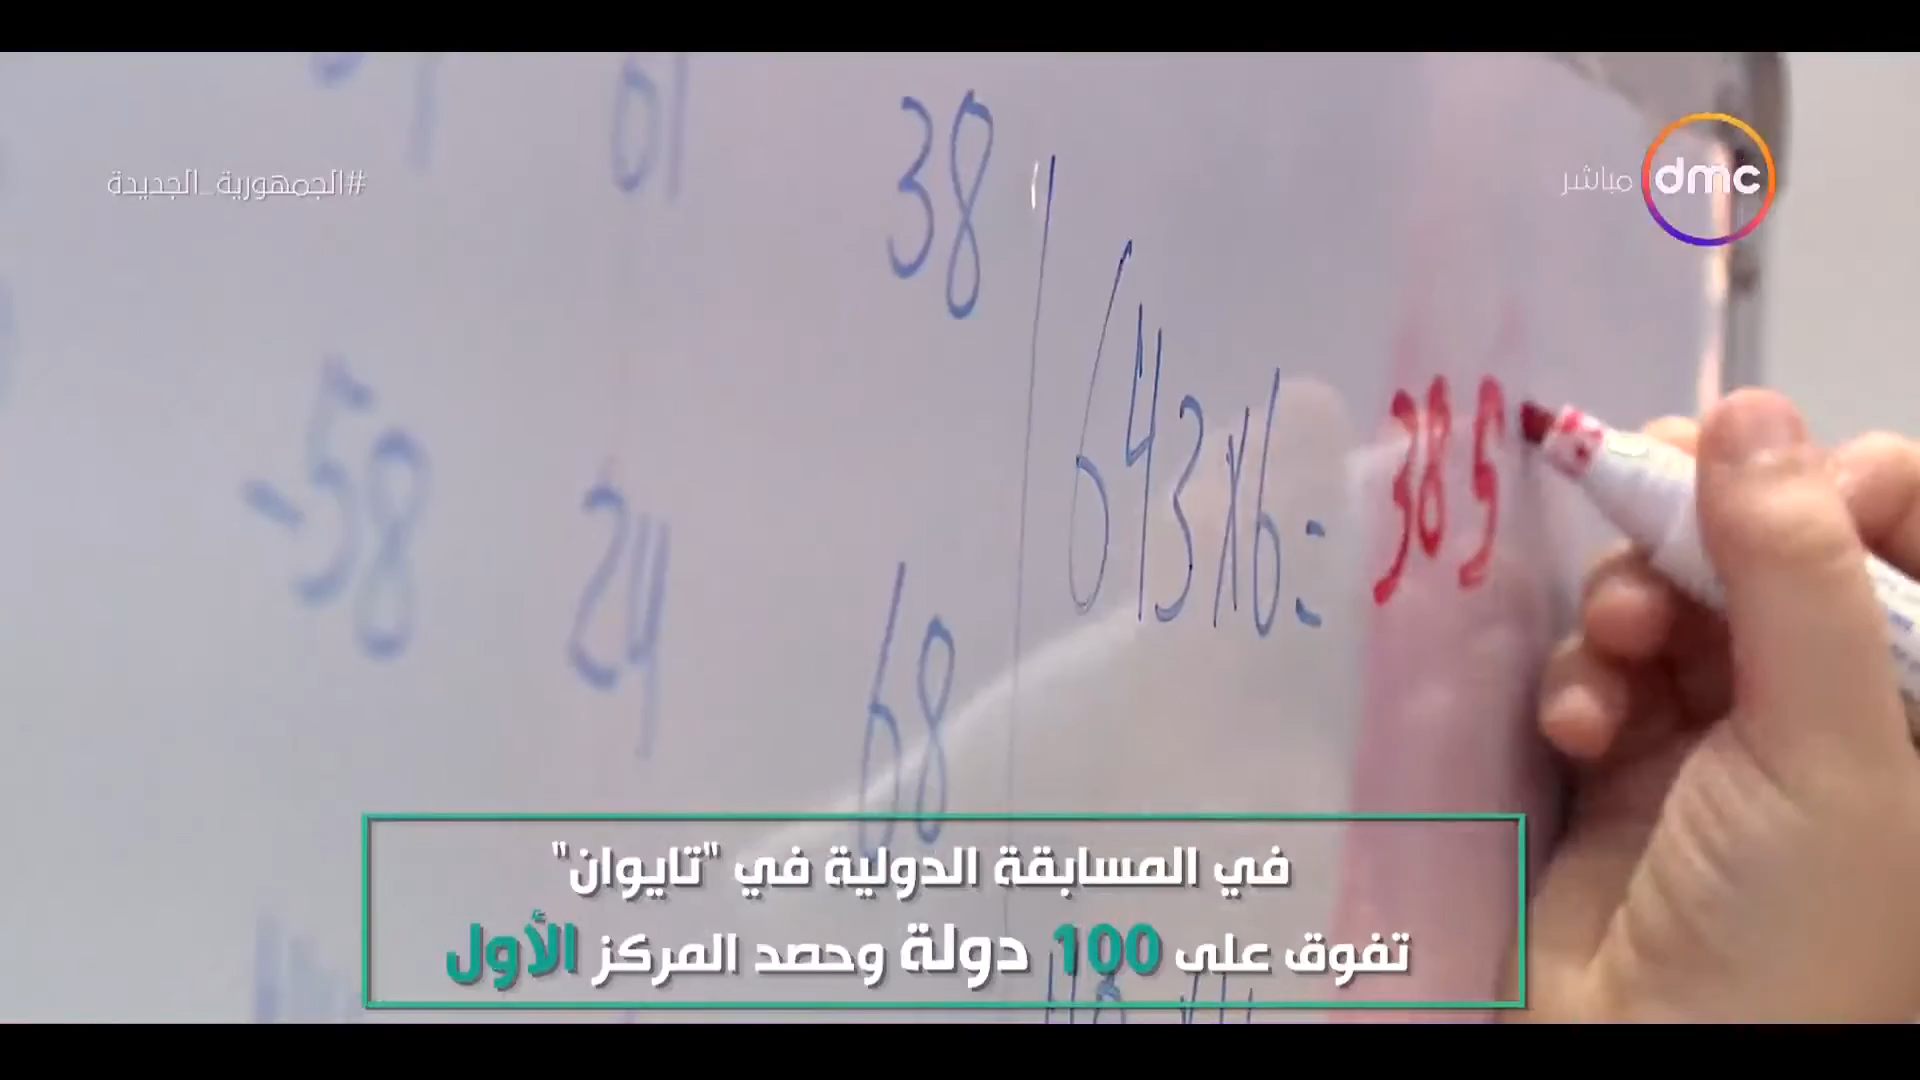 #الجمهورية_الجديدة
مباشر dmc
61
38
643x6= 385
-58
24
68
في المسابقة الدولية في "تايوان"
تفوق على 100 دولة وحصد المركز الأول